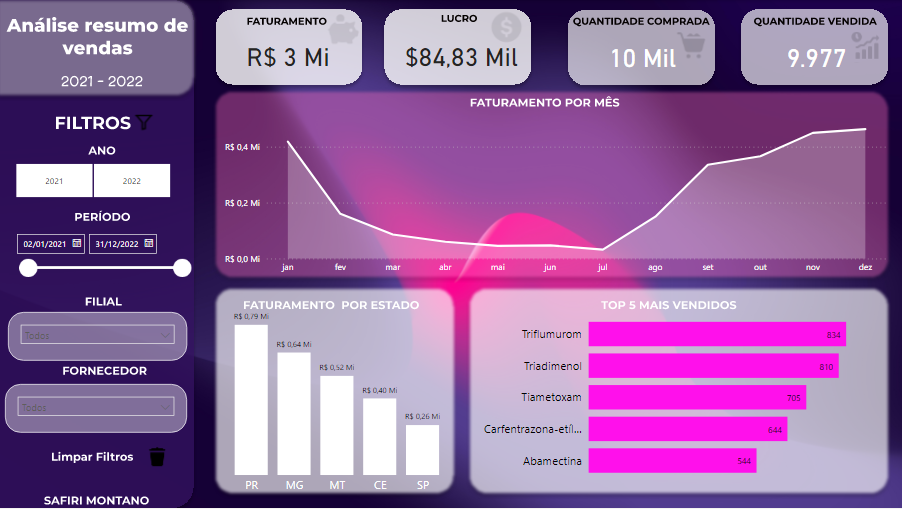 Análise resumo de
vendas
2021 - 2022
FILTROS
ANO
2021
2022
PERÍODO
02/01/2021
31/12/2022
FILIAL
Todos
FORNECEDOR
Todos
Limpar Filtros
SAFIRI MONTANO
FATURAMENTO
R$ 3 Mi
LUCRO
$84,83 Mil
QUANTIDADE COMPRADA
10 Mil
QUANTIDADE VENDIDA
9.977
FATURAMENTO POR MÊS
R$ 0,4 Mi
R$ 0,2 Mi
R$ 0,0 Mi
jan fev mar abr mai jun jul ago set out nov dez
FATURAMENTO POR ESTADO
R$ 0,79 Mi
R$ 0,64 Mi
R$ 0,52 Mi
R$ 0,40 Mi
R$ 0,26 Mi
PR MG MT CE SP
TOP 5 MAIS VENDIDOS
Triflumurom 834
Triadimenol 810
Tiametoxam 705
Carfentrazona-etíl... 644
Abamectina 544